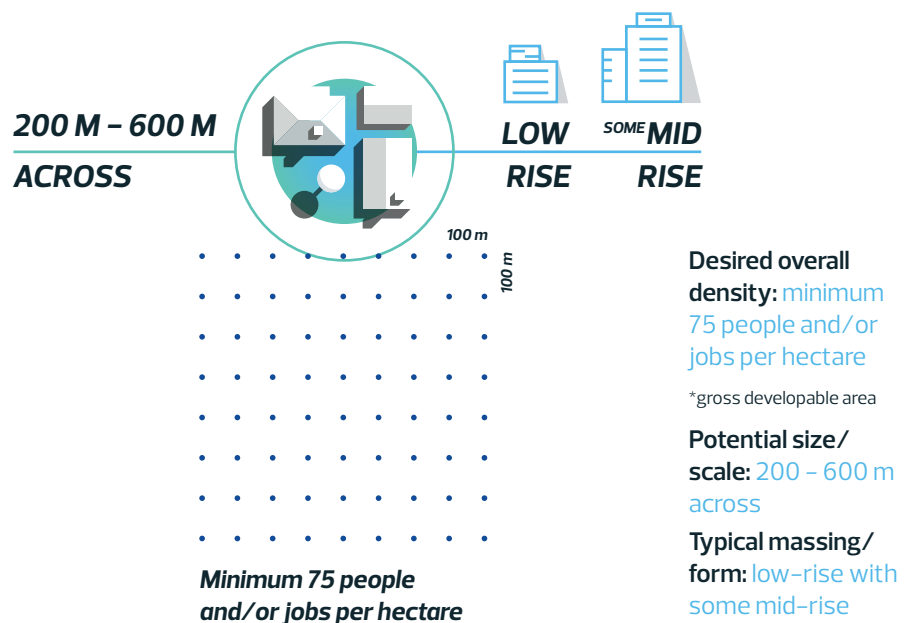 200 M – 600 M
ACROSS
LOW
RISE
SOME MID
RISE
100 m
100 m
Minimum 75 people
and/or jobs per hectare
Desired overall
density: minimum
75 people and/or
jobs per hectare
*gross developable area
Potential size/
scale: 200 – 600 m
across
Typical massing/
form: low-rise with
some mid-rise